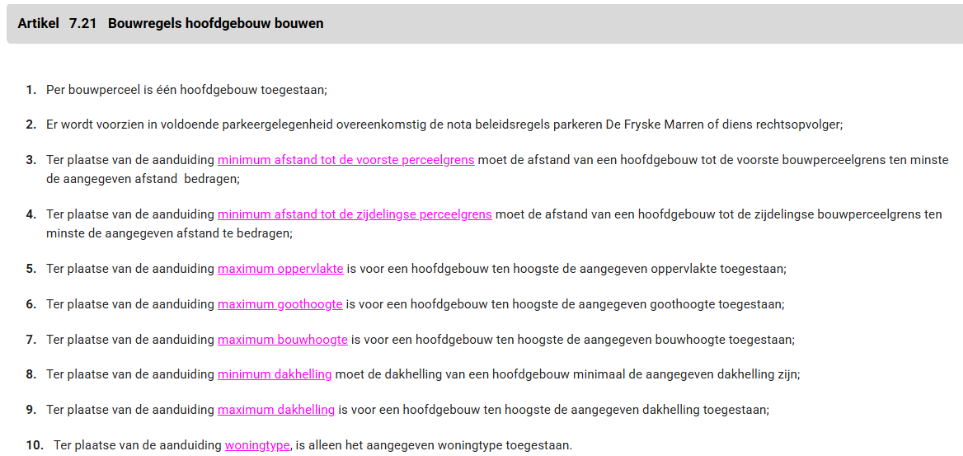 Artikel 7.21 Bouwregels hoofdgebouw bouwen
1. Per bouwperceel is één hoofdgebouw toegestaan;
2. Er wordt voorzien in voldoende parkeergelegenheid overeenkomstig de nota beleidsregels parkeren De Fryske Marren of diens rechtsopvolger;
3. Ter plaatse van de aanduiding minimum afstand tot de voorste perceelgrens moet de afstand van een hoofdgebouw tot de voorste bouwperceelgrens ten minste
de aangegeven afstand bedragen;
4. Ter plaatse van de aanduiding minimum afstand tot de zijdelingse perceelgrens moet de afstand van een hoofdgebouw tot de zijdelingse bouwperceelgrens ten
minste de aangegeven afstand te bedragen;
5. Ter plaatse van de aanduiding maximum oppervlakte is voor een hoofdgebouw ten hoogste de aangegeven oppervlakte toegestaan;
6. Ter plaatse van de aanduiding maximum goothoogte is voor een hoofdgebouw ten hoogste de aangegeven goothoogte toegestaan;
7. Ter plaatse van de aanduiding maximum bouwhoogte is voor een hoofdgebouw ten hoogste de aangegeven bouwhoogte toegestaan;
8. Ter plaatse van de aanduiding minimum dakhelling moet de dakhelling van een hoofdgebouw minimaal de aangegeven dakhelling zijn;
9. Ter plaatse van de aanduiding maximum dakhelling is voor een hoofdgebouw ten hoogste de aangegeven dakhelling toegestaan;
10. Ter plaatse van de aanduiding woningtype, is alleen het aangegeven woningtype toegestaan.